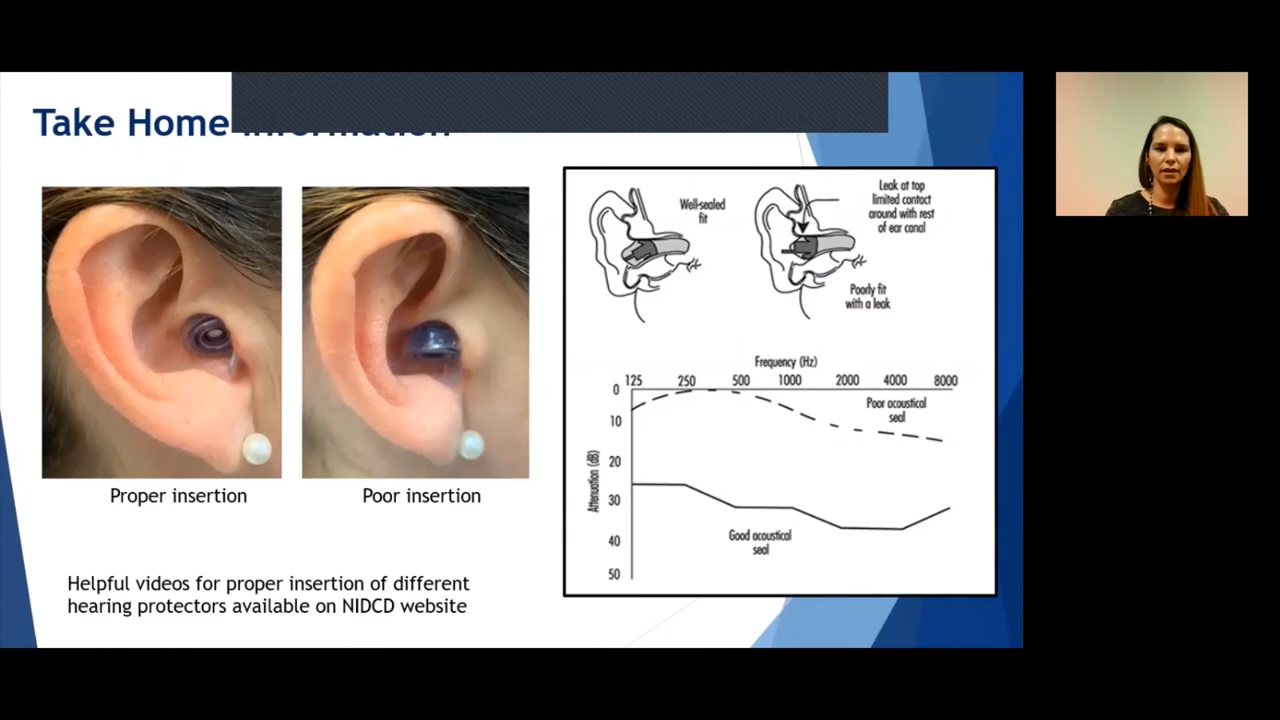 Take Home
Proper insertion
Poor insertion
Helpful videos for proper insertion of different
hearing protectors available on NIDCD website
Well-sealed
fit
Leak at top
limited contact
around with rest
of ear canal
Poorly fit
with a leak
Frequency (Hz)
125 250 500 1000 2000 4000 8000
0
10
20
30
40
50
Attenuation (dB)
Poor acoustical
seal
Good acoustical
seal